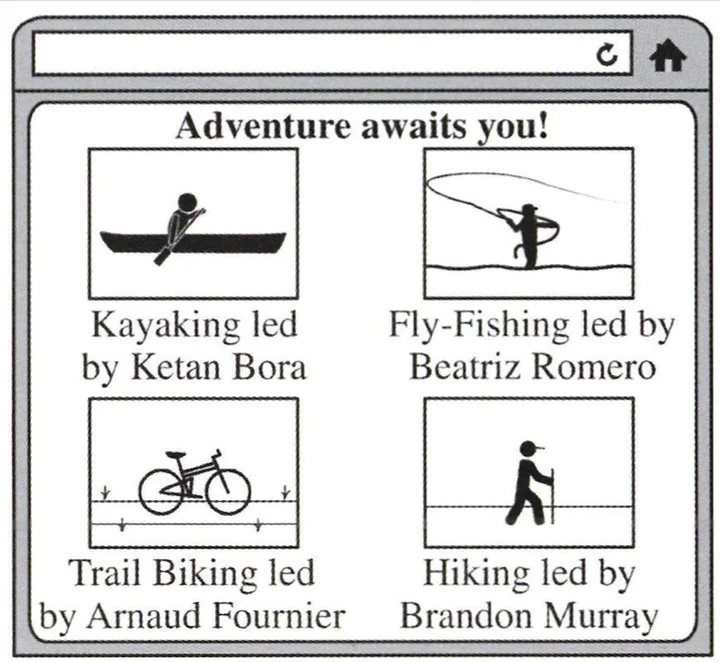 Adventure awaits you!
Kayaking led
by Ketan Bora
Fly-Fishing led by
Beatriz Romero
Trail Biking led
by Arnaud Fournier
Hiking led by
Brandon Murray